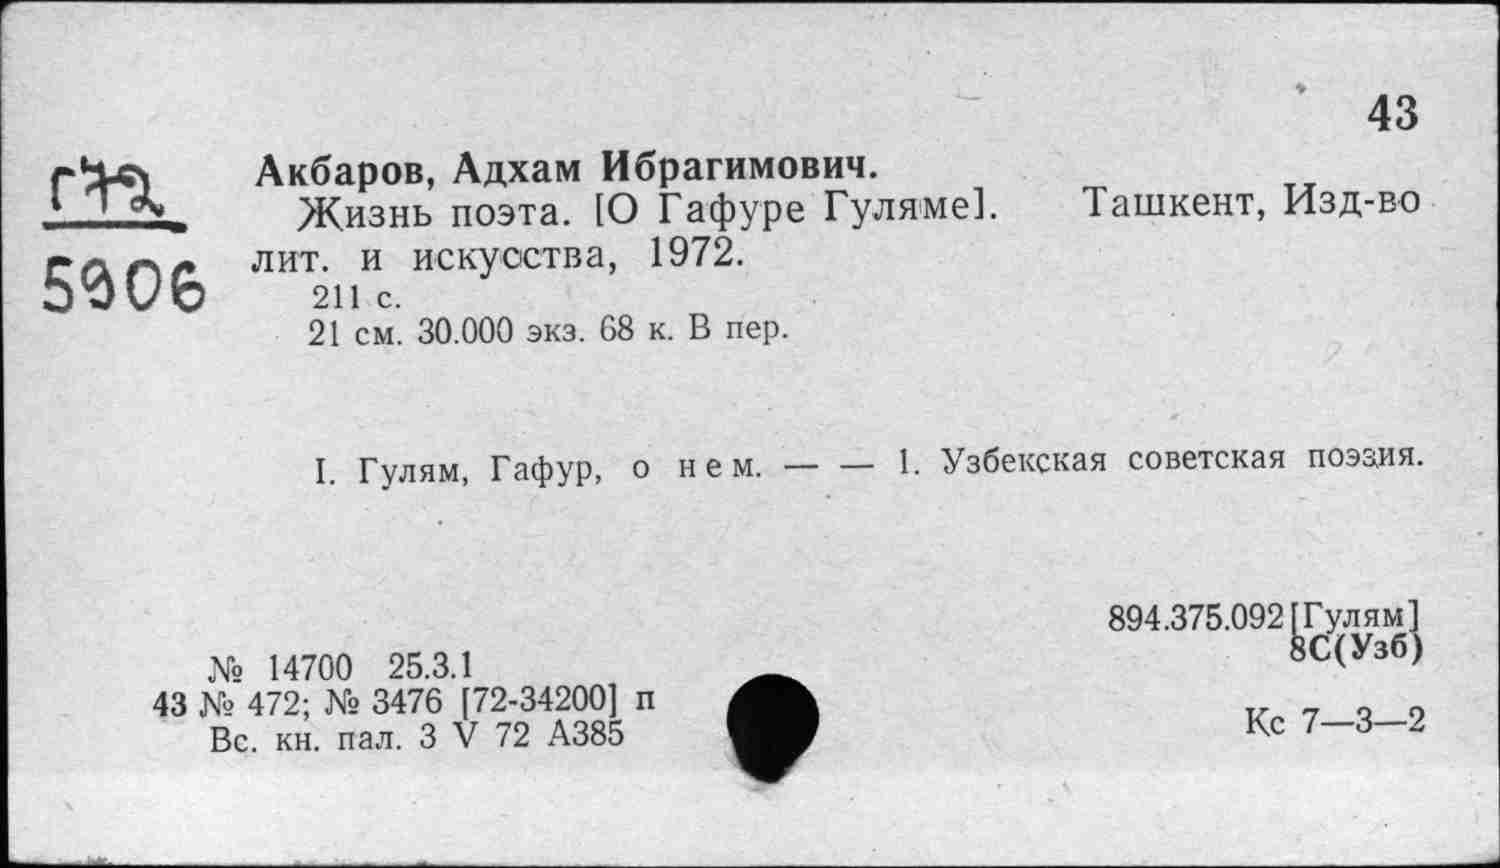 43
Акбаров, Адхам Ибрагимович.
Жизнь поэта. [О Гафуре Гуляме]. Ташкент, Изд-во
лит. и искусства, 1972.
211 с.
21 см. 30.000 экз. 68 к. В пер.
5906
I. Гулям, Гафур, о нем. — — 1. Узбекская советская поэзия.
894.375.092[Гулям]
8С(Узб)
№ 14700 25.3.1
43 № 472; № 3476 [72-34200] п
Вс. кн. пал. 3 V 72 А385
Кс 7—3—2